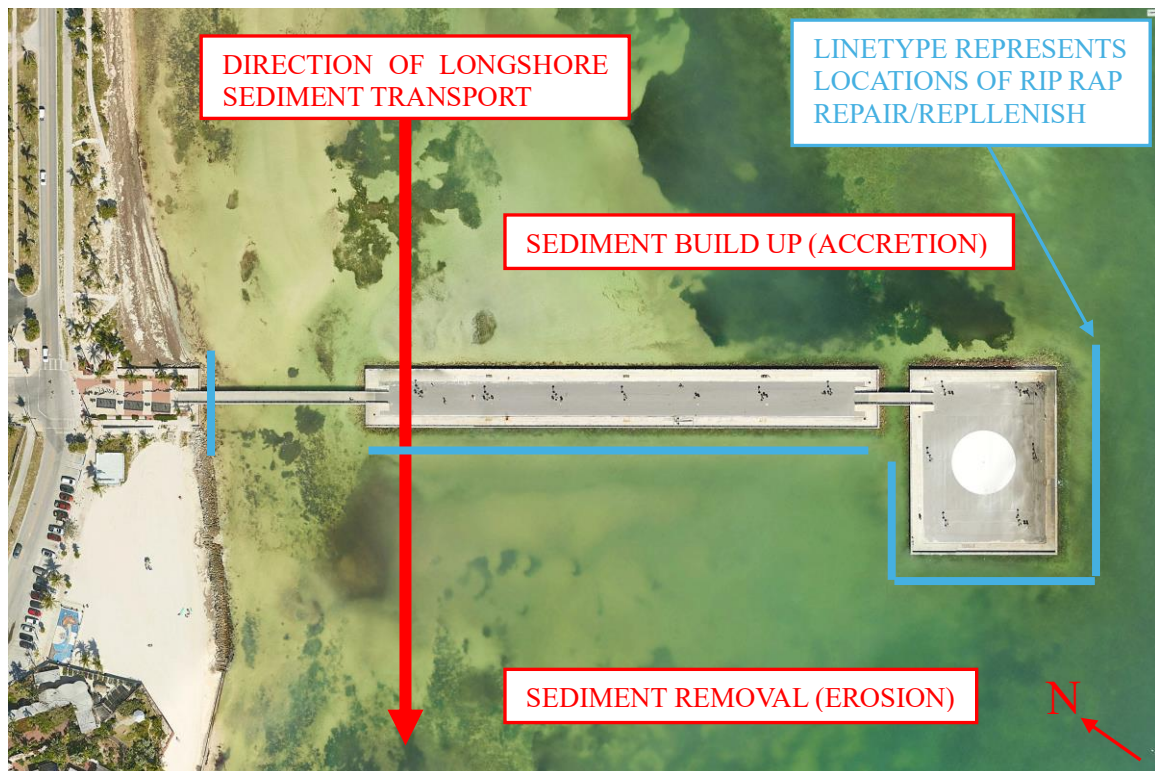 DIRECTION OF LONGSHORE
SEDIMENT TRANSPORT
LINETYPE REPRESENTS
LOCATIONS OF RIP RAP
REPAIR/REPLLENISH
SEDIMENT BUILD UP (ACCRETION)
SEDIMENT REMOVAL (EROSION)
N